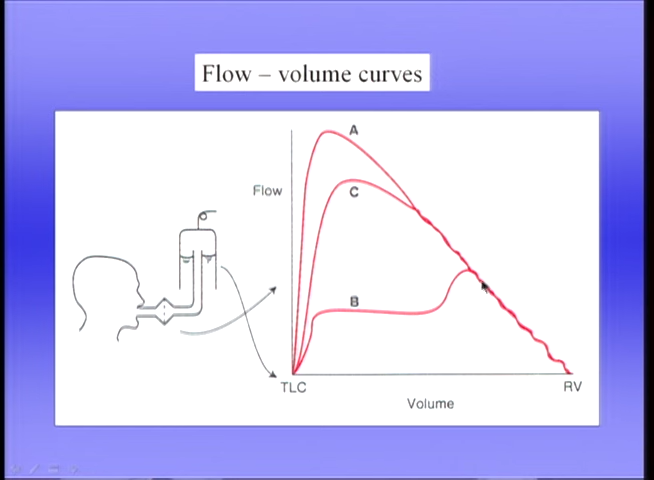 Flow – volume curves
A
Flow
C
B
TLC
RV
Volume